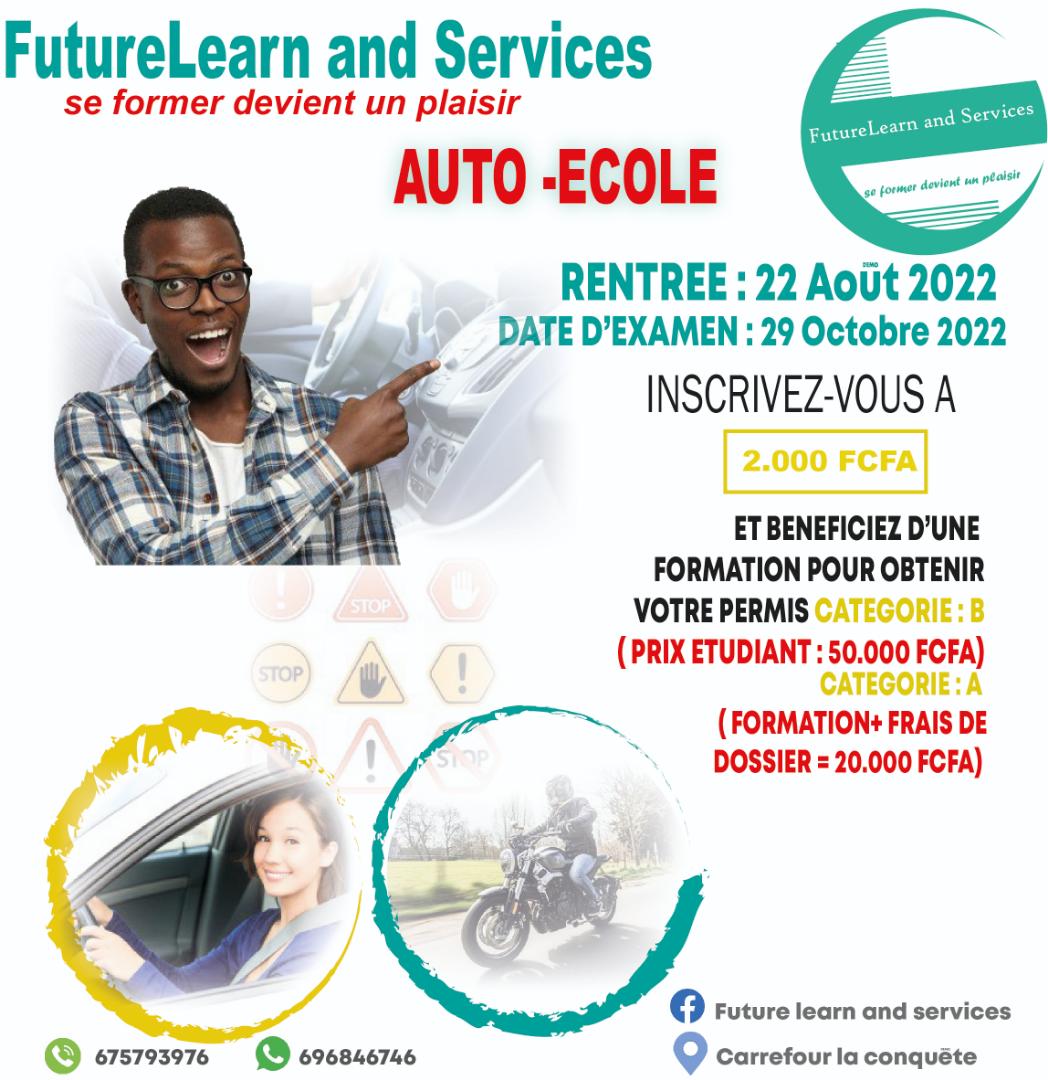 FutureLearn and Services
se former devient un plaisir
FutureLearn and Services
se former devient un plaisir
AUTO -ECOLE
RENTREE : 22 Août 2022
DATE D'EXAMEN : 29 Octobre 2022
INSCRIVEZ-VOUS A
2.000 FCFA
ET BENEFICIEZ D'UNE
FORMATION POUR OBTENIR
VOTRE PERMIS CATEGORIE : B
( PRIX ETUDIANT : 50.000 FCFA)
CATEGORIE : A
( FORMATION+ FRAIS DE
DOSSIER = 20.000 FCFA)
STOP
STOP
STOP
Future learn and services
675793976
696846746
Carrefour la conquête